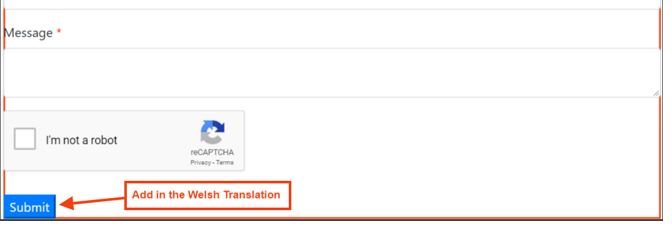 Message *
I'm not a robot
reCAPTCHA
Privacy - Terms
Add in the Welsh Translation
Submit